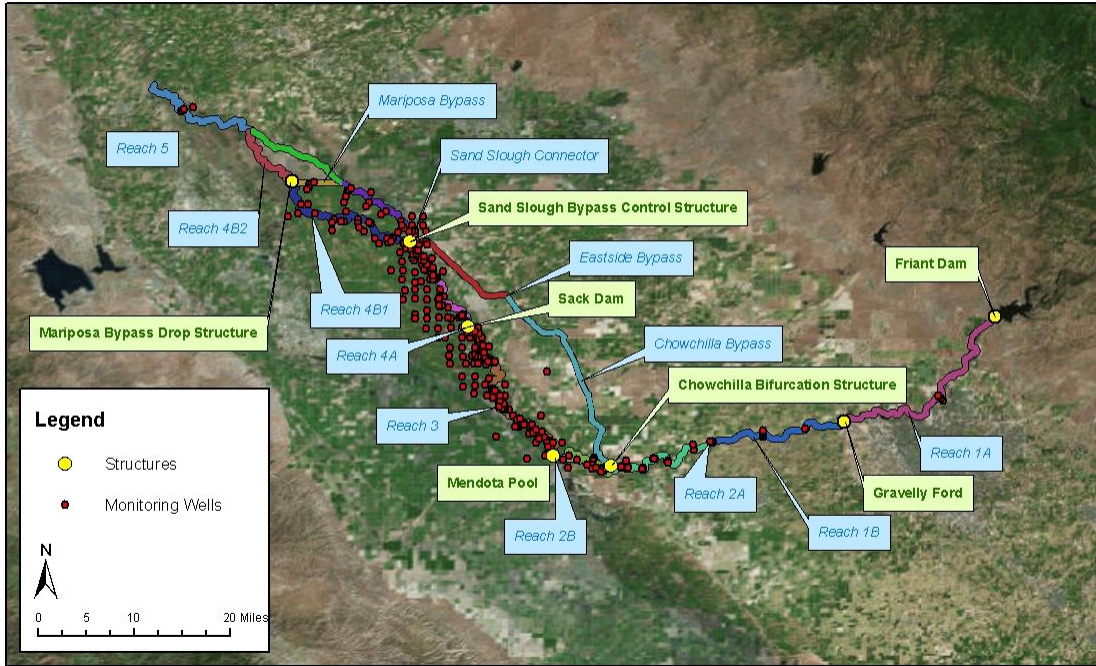 Mariposa Bypass
Reach 5
Sand Slough Connector
Sand Slough Bypass Control Structure
Reach 4B2
Eastside Bypass
Friant Dam
Sack Dam
Reach 4B1
Mariposa Bypass Drop Structure
Reach 4A
Chowchilla Bypass
Chowchilla Bifurcation Structure
Reach 3
Reach 1A
Mendota Pool
Reach 2A
Gravelly Ford
Reach 2B
Reach 1B
Legend
Structures
Monitoring Wells
N
0 5 10 20 Miles